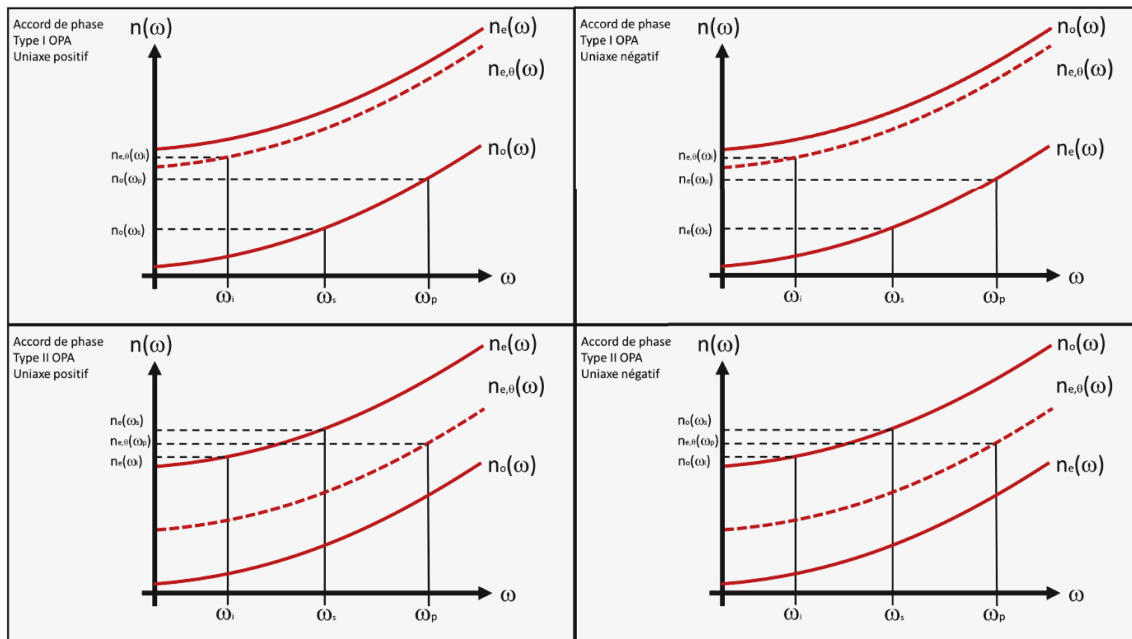 Accord de phase
Type I OPA
Uniaxe positif
n(ω)
nₑ(ω)
nₑ,θ(ω)
nₒ(ω)
nₑ,θ(ωᵢ)
nₒ(ωₚ)
nₒ(ωₛ)
ωᵢ
ωₛ
ωₚ
ω
Accord de phase
Type I OPA
Uniaxe négatif
n(ω)
nₒ(ω)
nₑ,θ(ω)
nₑ(ω)
nₑ,θ(ωᵢ)
nₑ(ωₚ)
nₑ(ωₛ)
ωᵢ
ωₛ
ωₚ
ω
Accord de phase
Type II OPA
Uniaxe positif
n(ω)
nₑ(ω)
nₑ,θ(ω)
nₒ(ω)
nₑ(ωₛ)
nₑ,θ(ωₚ)
nₑ(ωᵢ)
ωᵢ
ωₛ
ωₚ
ω
Accord de phase
Type II OPA
Uniaxe négatif
n(ω)
nₒ(ω)
nₑ,θ(ω)
nₑ(ω)
nₒ(ωₛ)
nₑ,θ(ωₚ)
nₒ(ωᵢ)
ωᵢ
ωₛ
ωₚ
ω